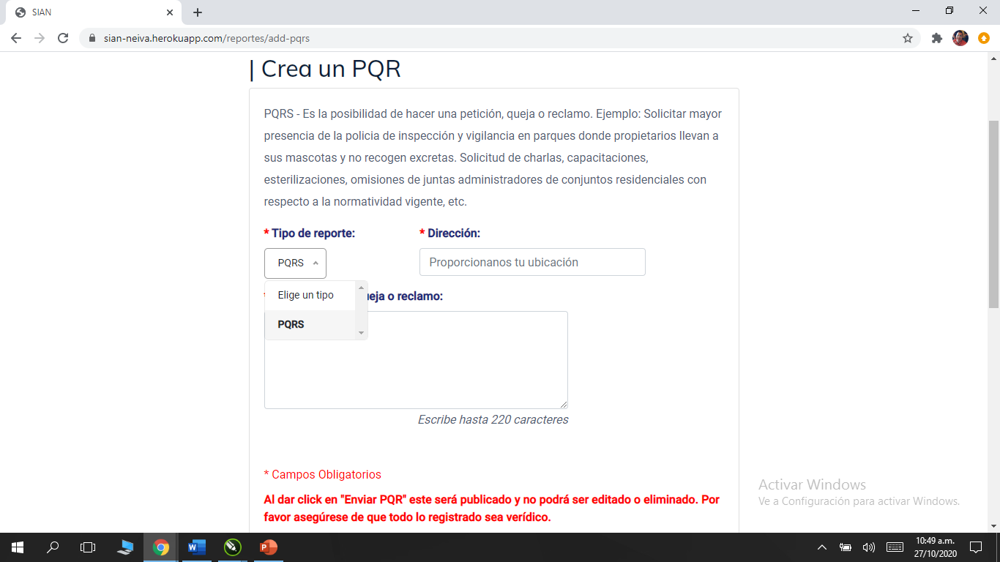 SIAN
sian-neiva.herokuapp.com/reportes/add-pqrs
| Crea un PQR
PQRS - Es la posibilidad de hacer una petición, queja o reclamo. Ejemplo: Solicitar mayor
presencia de la policia de inspección y vigilancia en parques donde propietarios llevan a
sus mascotas y no recogen excretas. Solicitud de charlas, capacitaciones,
esterilizaciones, omisiones de juntas administradores de conjuntos residenciales con
respecto a la normatividad vigente, etc.
* Tipo de reporte: * Dirección:
PQRS Proporcionanos tu ubicación
Elige un tipo
o reclamo:
PQRS
Escribe hasta 220 caracteres
* Campos Obligatorios
Al dar click en "Enviar PQR" este será publicado y no podrá ser editado o eliminado. Por
favor asegúrese de que todo lo registrado sea verídico.
Activar Windows
Ve a Configuración para activar Windows.
10:49 a.m.
27/10/2020